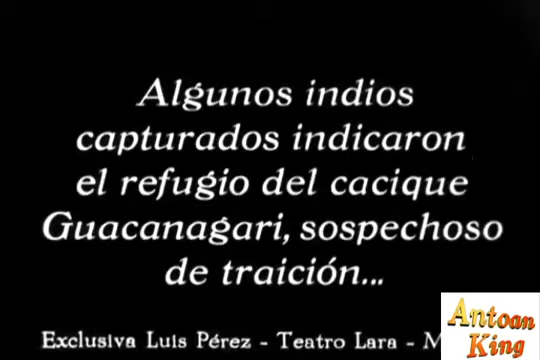 Algunos indios
capturados indicaron
el refugio del cacique
Guacanagari, sospechoso
de traición...
Exclusiva Luis Pérez - Teatro Lara -
Antoan
King